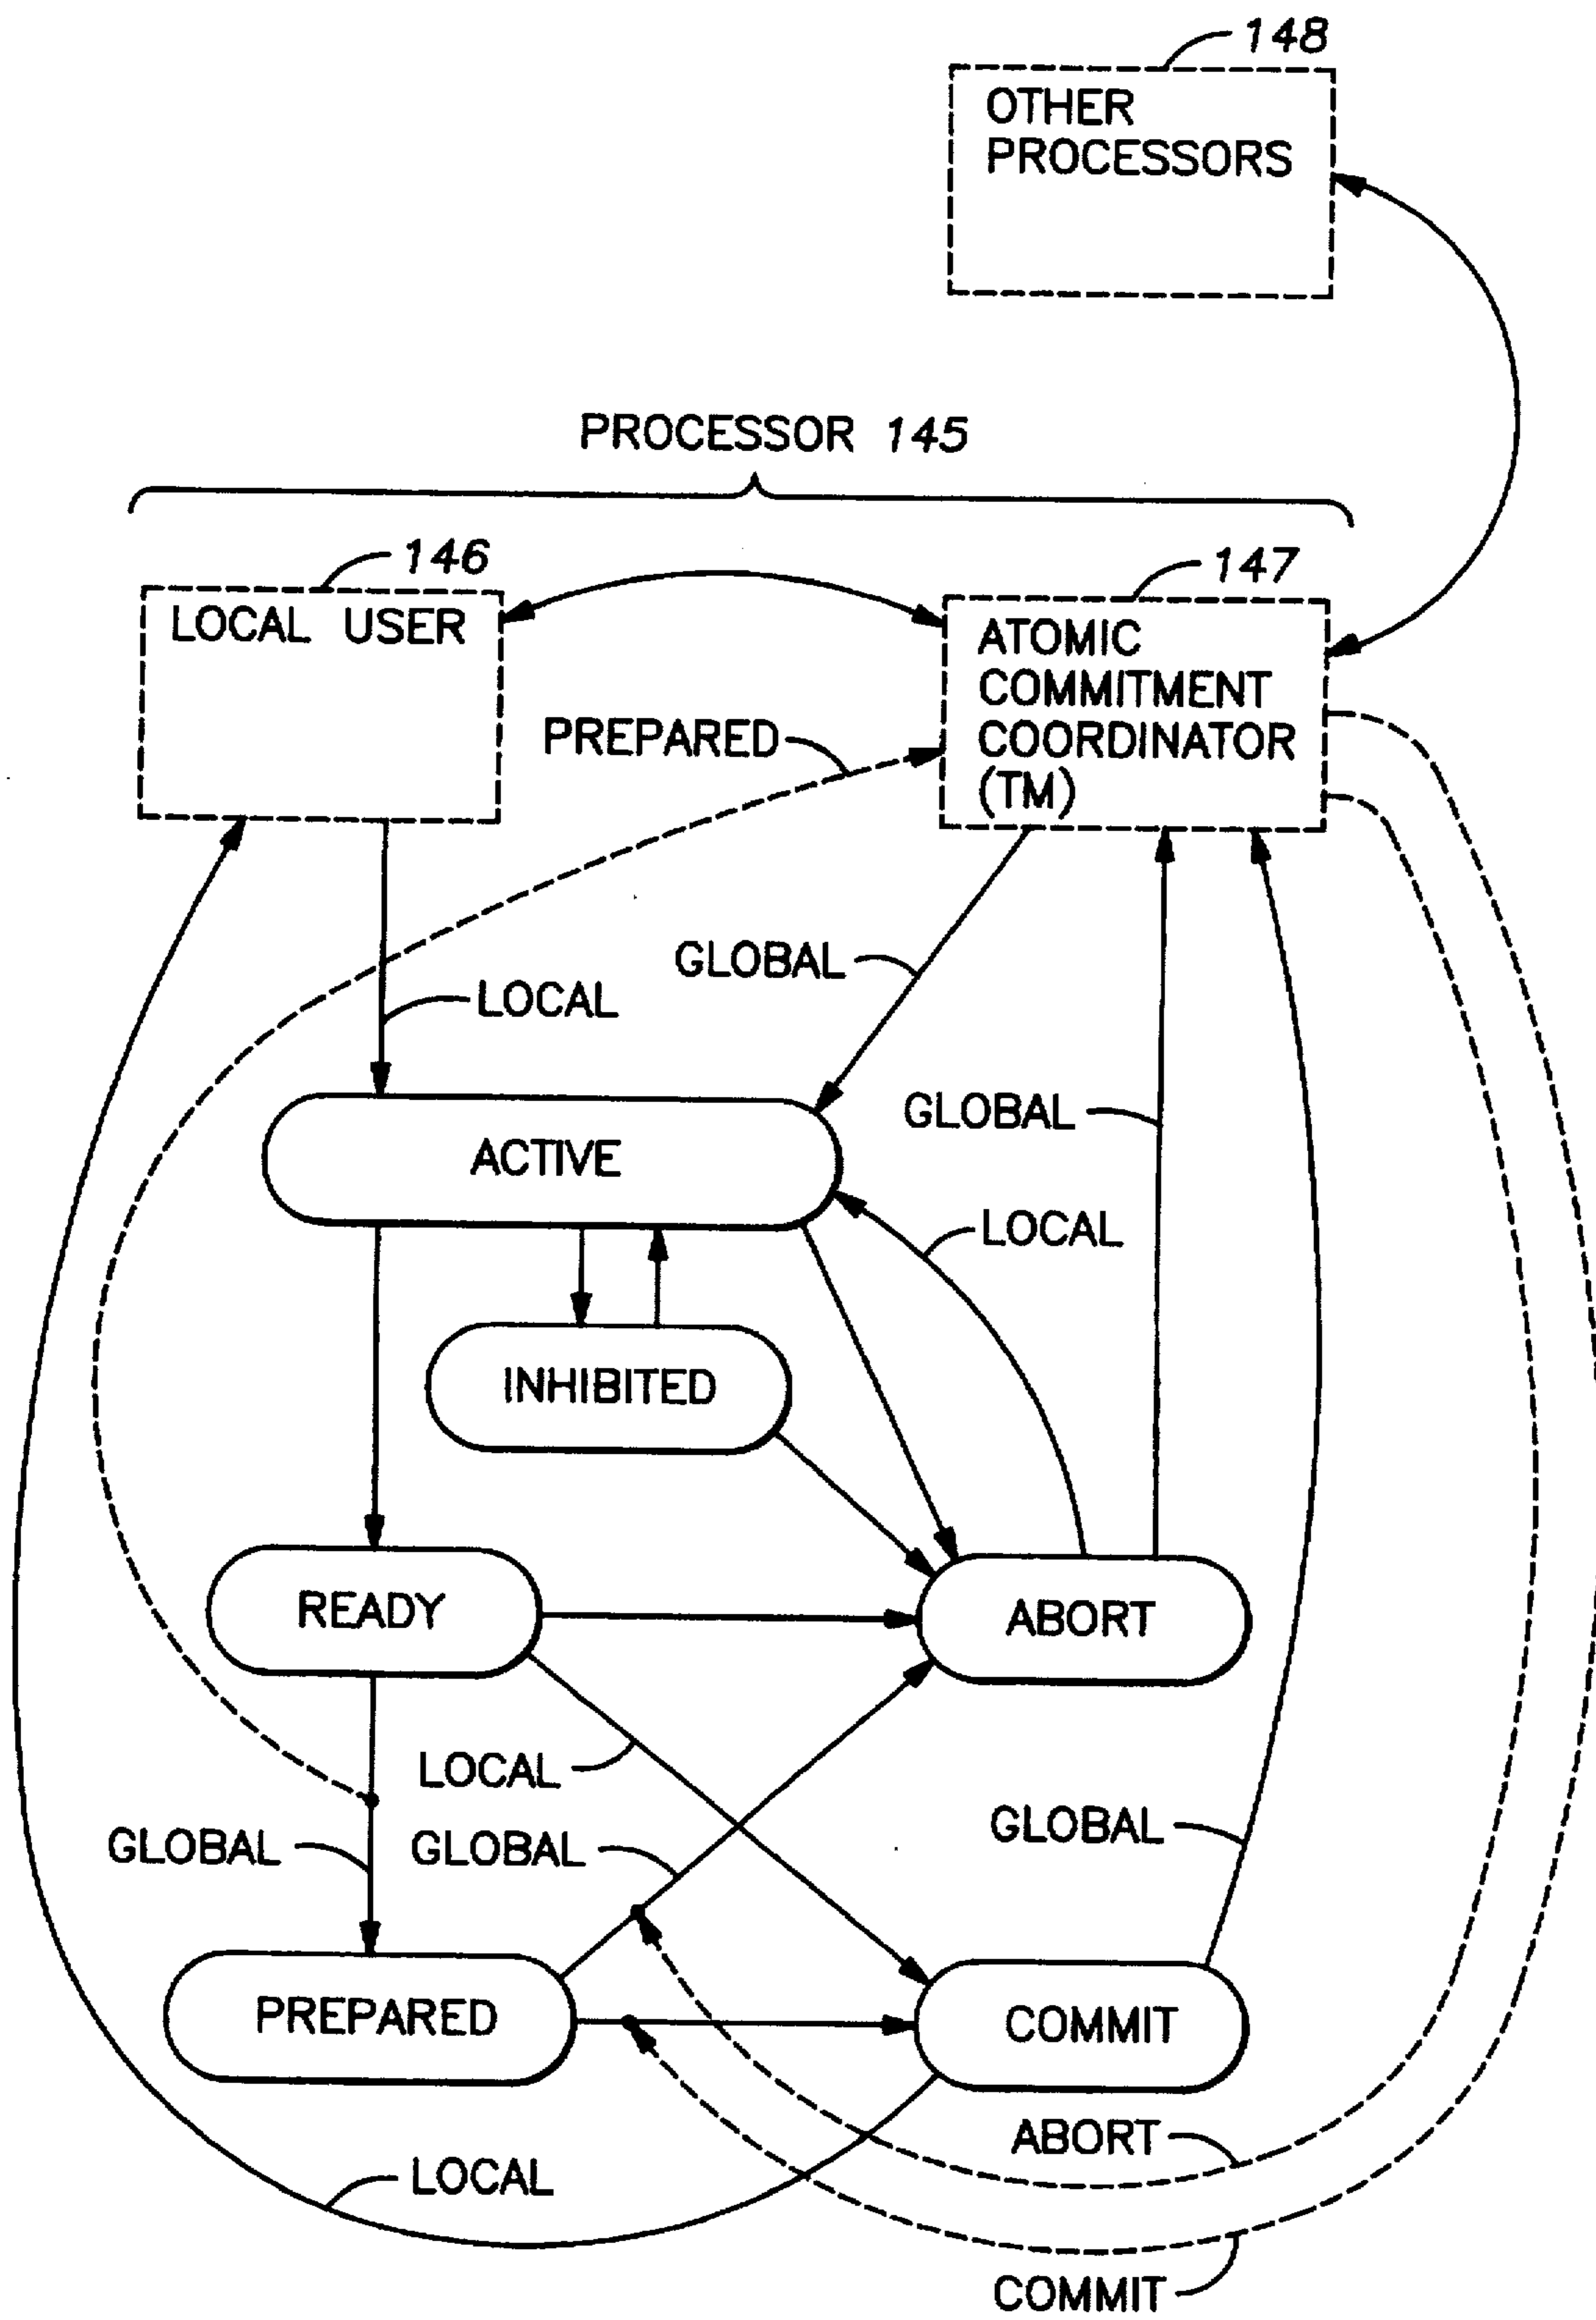 148
OTHER
PROCESSORS
PROCESSOR 145
146
147
LOCAL USER
ATOMIC
COMMITMENT
COORDINATOR
(TM)
PREPARED
GLOBAL
LOCAL
GLOBAL
ACTIVE
LOCAL
INHIBITED
READY
ABORT
LOCAL
GLOBAL
GLOBAL
GLOBAL
PREPARED
COMMIT
ABORT
LOCAL
COMMIT